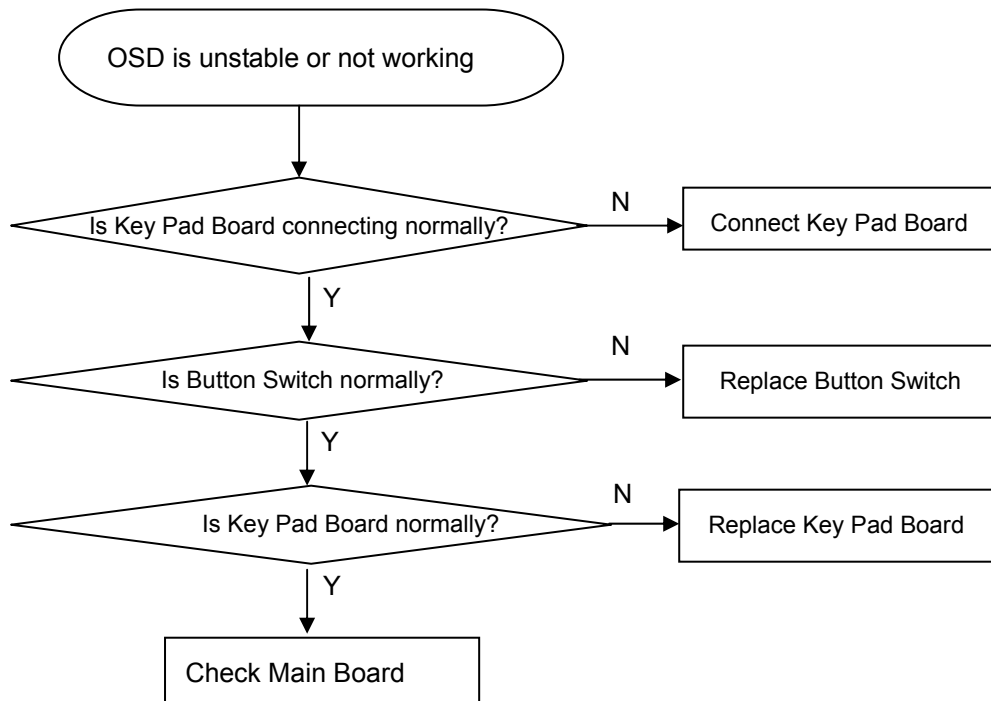 OSD is unstable or not working
Is Key Pad Board connecting normally?
N
Connect Key Pad Board
Y
Is Button Switch normally?
N
Replace Button Switch
Y
Is Key Pad Board normally?
N
Replace Key Pad Board
Y
Check Main Board